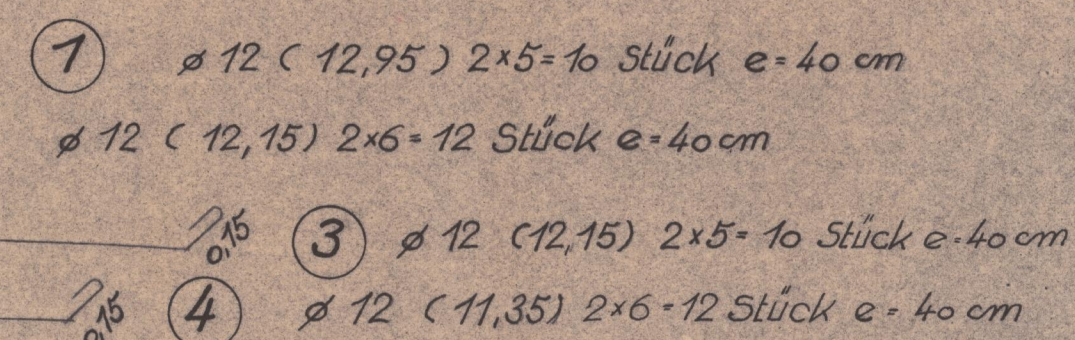 1 ø 12 ( 12,95 ) 2×5=10 Stück e=40 cm
ø 12 ( 12,15) 2×6=12 Stück e=40cm
0,15 3 ø 12 (12,15) 2×5=10 Stück e=40 cm
0,15 4 ø 12 (11,35) 2×6=12 Stück e=40 cm